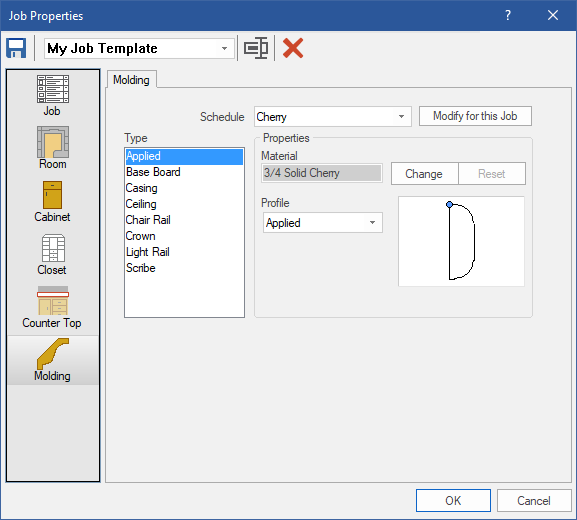 Job Properties
?
My Job Template
Job
Room
Cabinet
Closet
Counter Top
Molding
Molding
Schedule
Cherry
Modify for this Job
Type
Applied
Base Board
Casing
Ceiling
Chair Rail
Crown
Light Rail
Scribe
Properties
Material
3/4 Solid Cherry
Change
Reset
Profile
Applied
OK
Cancel